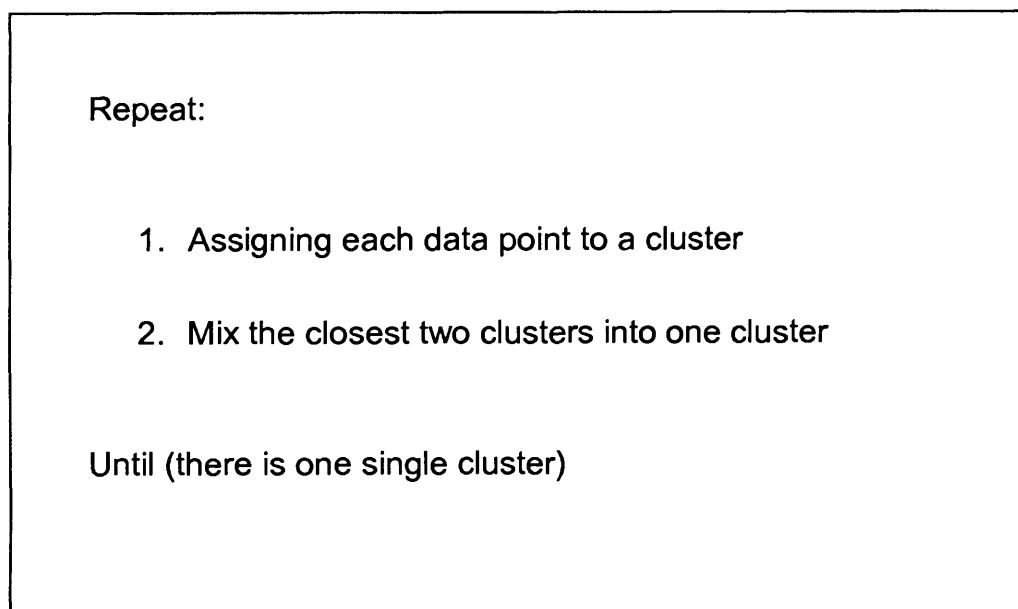 Repeat:
1. Assigning each data point to a cluster
2. Mix the closest two clusters into one cluster
Until (there is one single cluster)